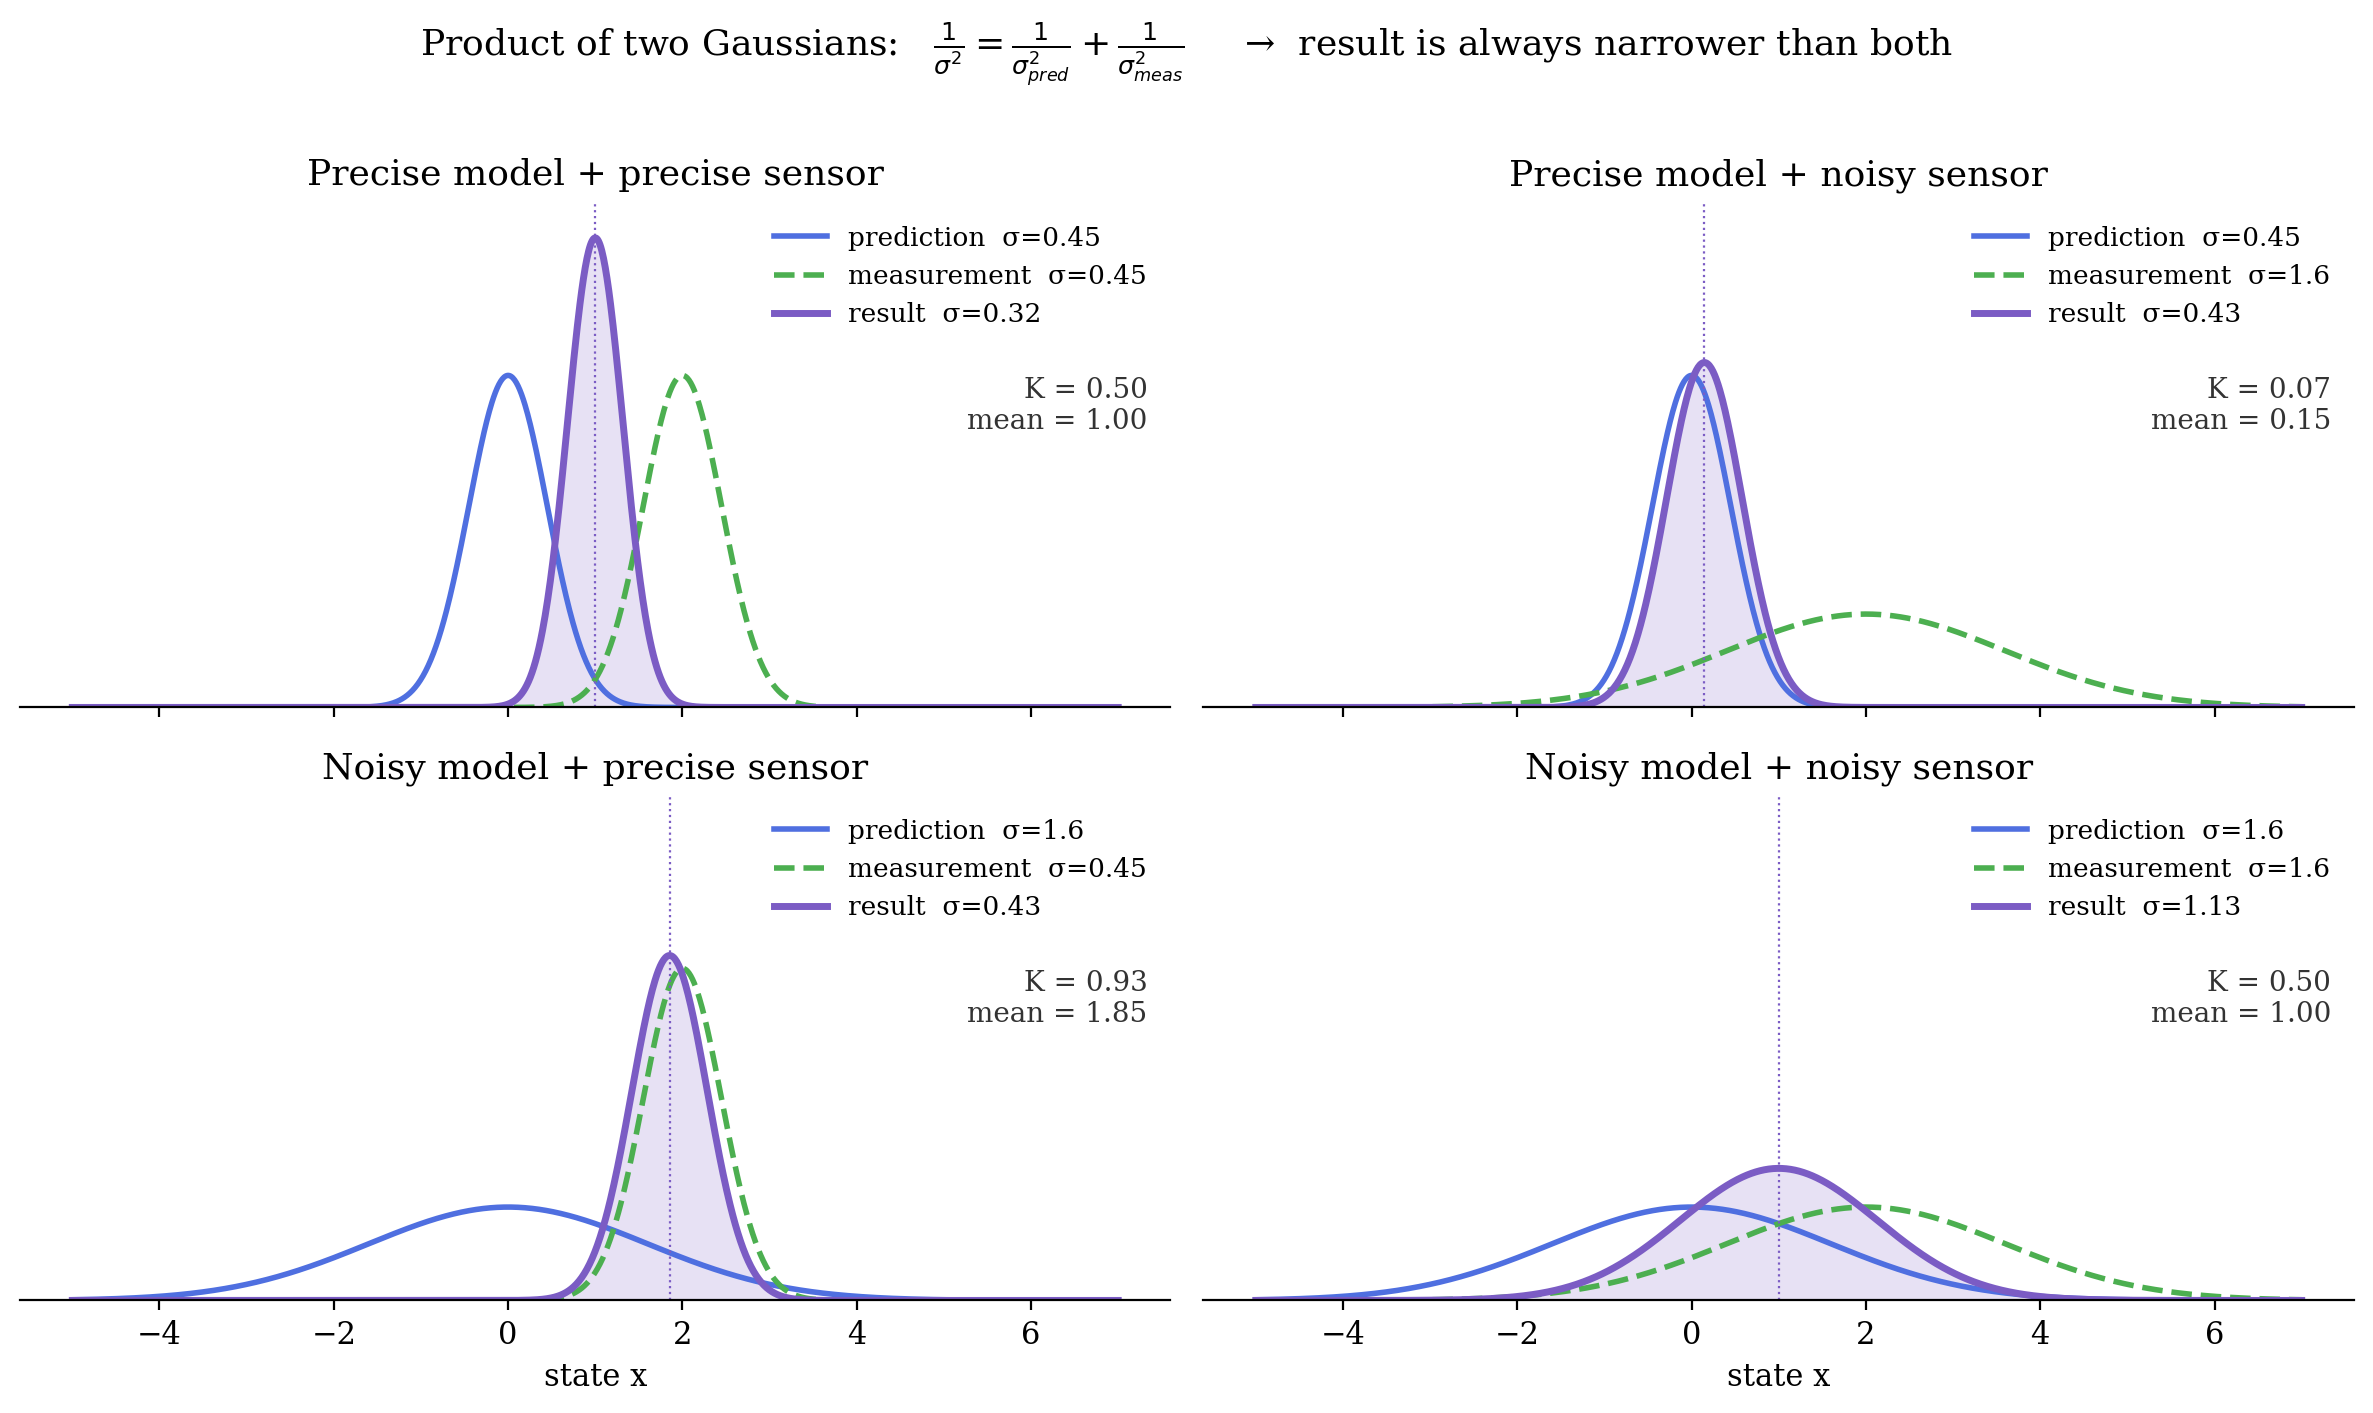 Product of two Gaussians: 1/σ² = 1/σ²_pred + 1/σ²_meas → result is always narrower than both
Precise model + precise sensor
prediction σ=0.45
measurement σ=0.45
result σ=0.32
K = 0.50
mean = 1.00
Precise model + noisy sensor
prediction σ=0.45
measurement σ=1.6
result σ=0.43
K = 0.07
mean = 0.15
Noisy model + precise sensor
prediction σ=1.6
measurement σ=0.45
result σ=0.43
K = 0.93
mean = 1.85
−4 −2 0 2 4 6
state x
Noisy model + noisy sensor
prediction σ=1.6
measurement σ=1.6
result σ=1.13
K = 0.50
mean = 1.00
−4 −2 0 2 4 6
state x